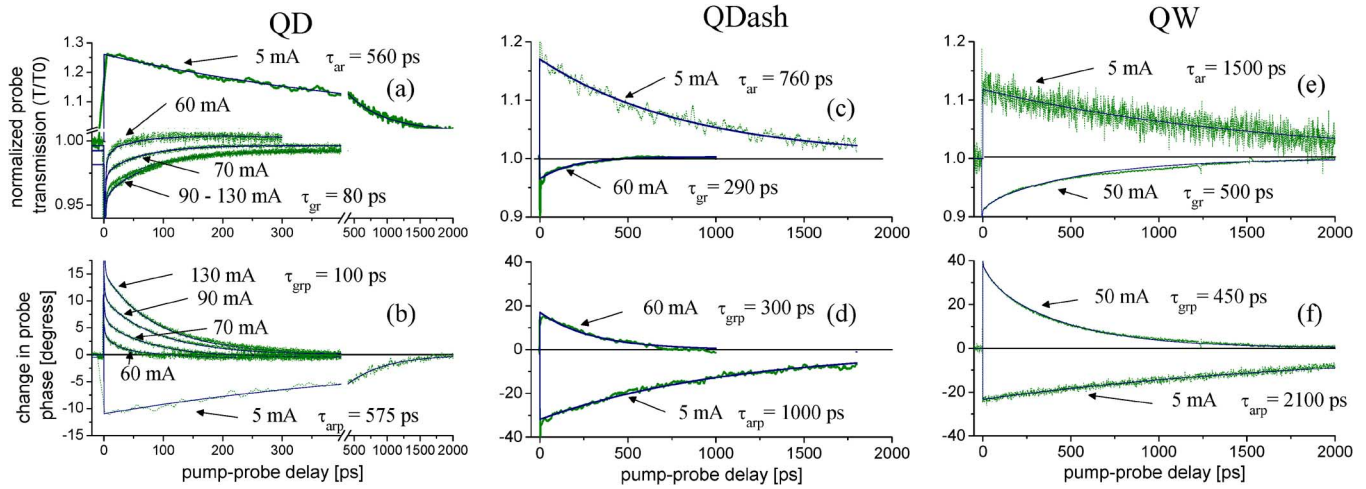 QD
normalized probe
transmission (T/T0)
1.3
1.2
1.1
1.00
0.95
5 mA
τar = 560 ps
(a)
60 mA
70 mA
90 - 130 mA
τgr = 80 ps
0 100 200 300 500 1000 1500 2000
change in probe
phase [degress]
15
10
5
0
-5
-10
-15
130 mA
τgrp = 100 ps
90 mA
(b)
70 mA
60 mA
5 mA
τarp = 575 ps
0 100 200 300 500 1000 1500 2000
pump-probe delay [ps]
QDash
1.2
1.1
1.0
0.9
5 mA
τar = 760 ps
(c)
60 mA
τgr = 290 ps
0 500 1000 1500 2000
40
20
0
-20
-40
60 mA
τgrp = 300 ps
(d)
5 mA
τarp = 1000 ps
0 500 1000 1500 2000
pump-probe delay [ps]
QW
1.2
1.1
1.0
0.9
5 mA
τar = 1500 ps
(e)
50 mA
τgr = 500 ps
0 500 1000 1500 2000
40
20
0
-20
-40
50 mA
τgrp = 450 ps
(f)
5 mA
τarp = 2100 ps
0 500 1000 1500 2000
pump-probe delay [ps]